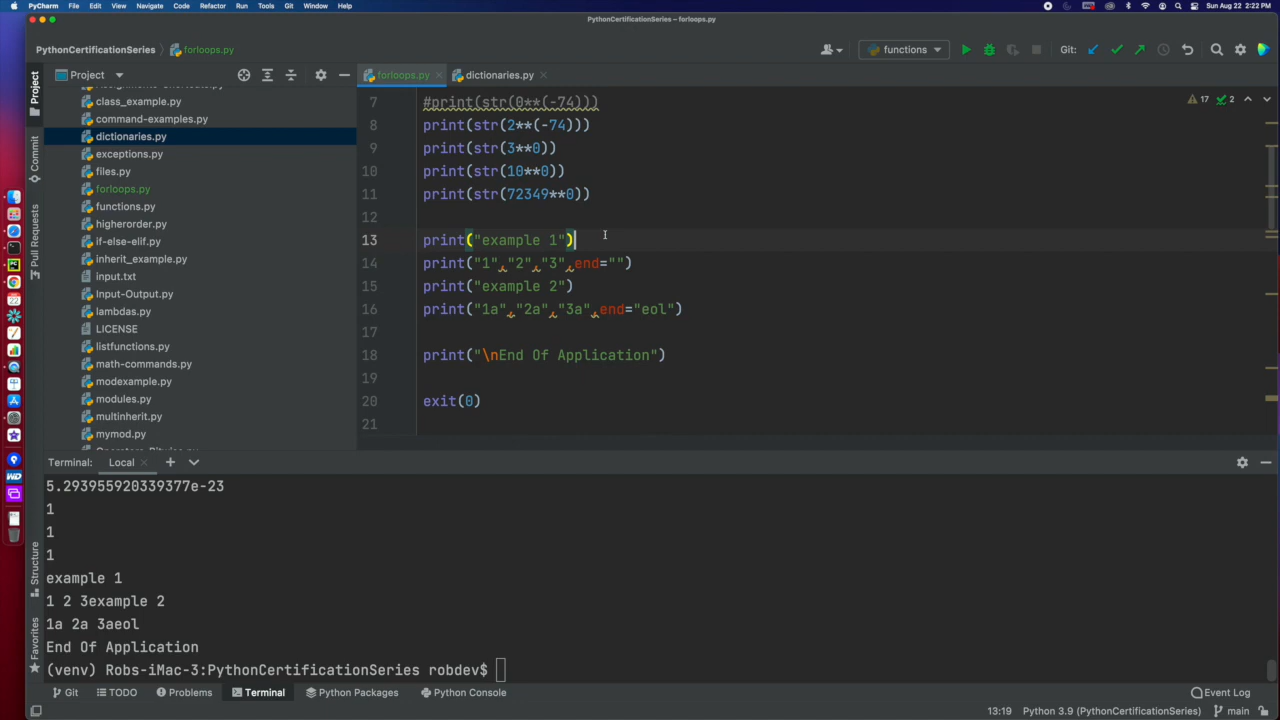 PyCharm File Edit View Navigate Code Refactor Run Tools Git Window Help Sun Aug 22 2:22 PM
PythonCertificationSeries – forloops.py
PythonCertificationSeries forloops.py functions Git:
Project forloops.py dictionaries.py
Project
Commit
Pull Requests
class_example.py
command-examples.py
dictionaries.py
exceptions.py
files.py
forloops.py
functions.py
higherorder.py
if-else-elif.py
inherit_example.py
input.txt
Input-Output.py
lambdas.py
LICENSE
listfunctions.py
math-commands.py
modexample.py
modules.py
multinherit.py
mymod.py
17 2
7 #print(str(0**(-74)))
8 print(str(2**(-74)))
9 print(str(3**0))
10 print(str(10**0))
11 print(str(72349**0))
12
13 print("example 1")
14 print("1","2","3",end="")
15 print("example 2")
16 print("1a","2a","3a",end="eol")
17
18 print("\nEnd Of Application")
19
20 exit(0)
21
Terminal: Local
5.293955920339377e-23
1
1
1
example 1
1 2 3example 2
1a 2a 3aeol
End Of Application
(venv) Robs-iMac-3:PythonCertificationSeries robdev$
Structure
Favorites
Git TODO Problems Terminal Python Packages Python Console Event Log
13:19 Python 3.9 (PythonCertificationSeries) main